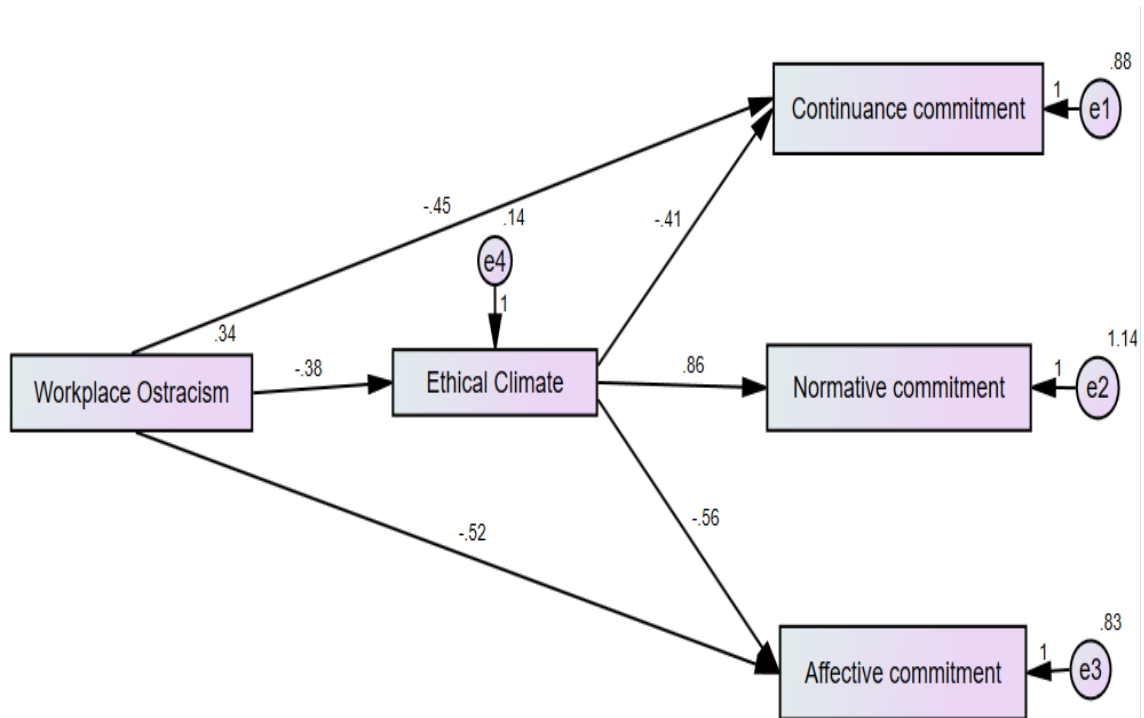 .88
1
e1
Continuance commitment
-.45
.14
-.41
e4
1
.34
1.14
-.38
.86
1
e2
Workplace Ostracism
Ethical Climate
Normative commitment
-.52
-.56
.83
1
e3
Affective commitment